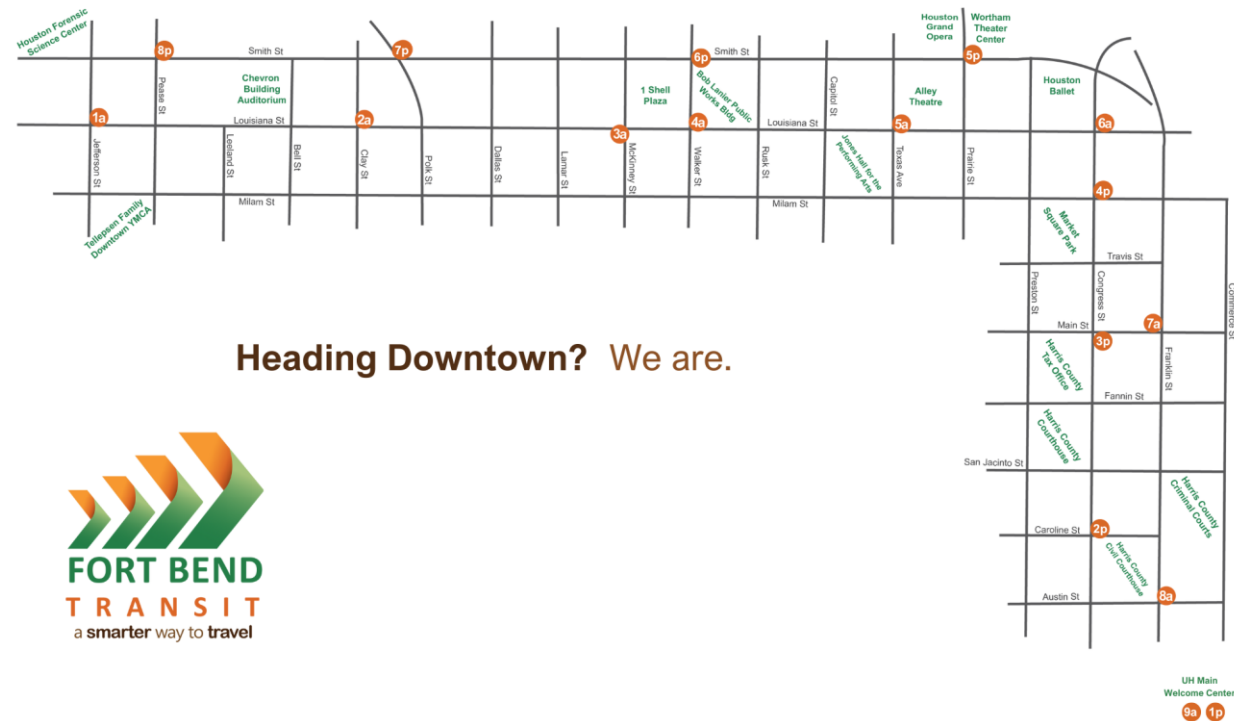 Houston Forensic
Science Center
8p
Smith St
7p
6p
Smith St
Houston
Grand
Opera
Wortham
Theater
Center
5p
Pease St
Chevron
Building
Auditorium
1 Shell
Plaza
Bob Lanier Public
Works Bldg
Capitol St
Alley
Theatre
Houston
Ballet
1a
Louisiana St
2a
3a
4a
Louisiana St
5a
6a
Jefferson St
Leeland St
Bell St
Clay St
Polk St
Dallas St
Lamar St
McKinney St
Walker St
Rusk St
Jones Hall for the
Performing Arts
Texas Ave
Prairie St
Milam St
Milam St
4p
Tellepsen Family
Downtown YMCA
Market
Square Park
Travis St
Preston St
Congress St
Commerce St
Main St
7a
3p
Franklin St
Harris County
Tax Office
Fannin St
Harris County
Courthouse
San Jacinto St
Harris County
Criminal Courts
Caroline St
2p
Harris County
Civil Courthouse
Austin St
8a
UH Main
Welcome Center
9a 1p
Heading Downtown? We are.
FORT BEND
TRANSIT
a smarter way to travel